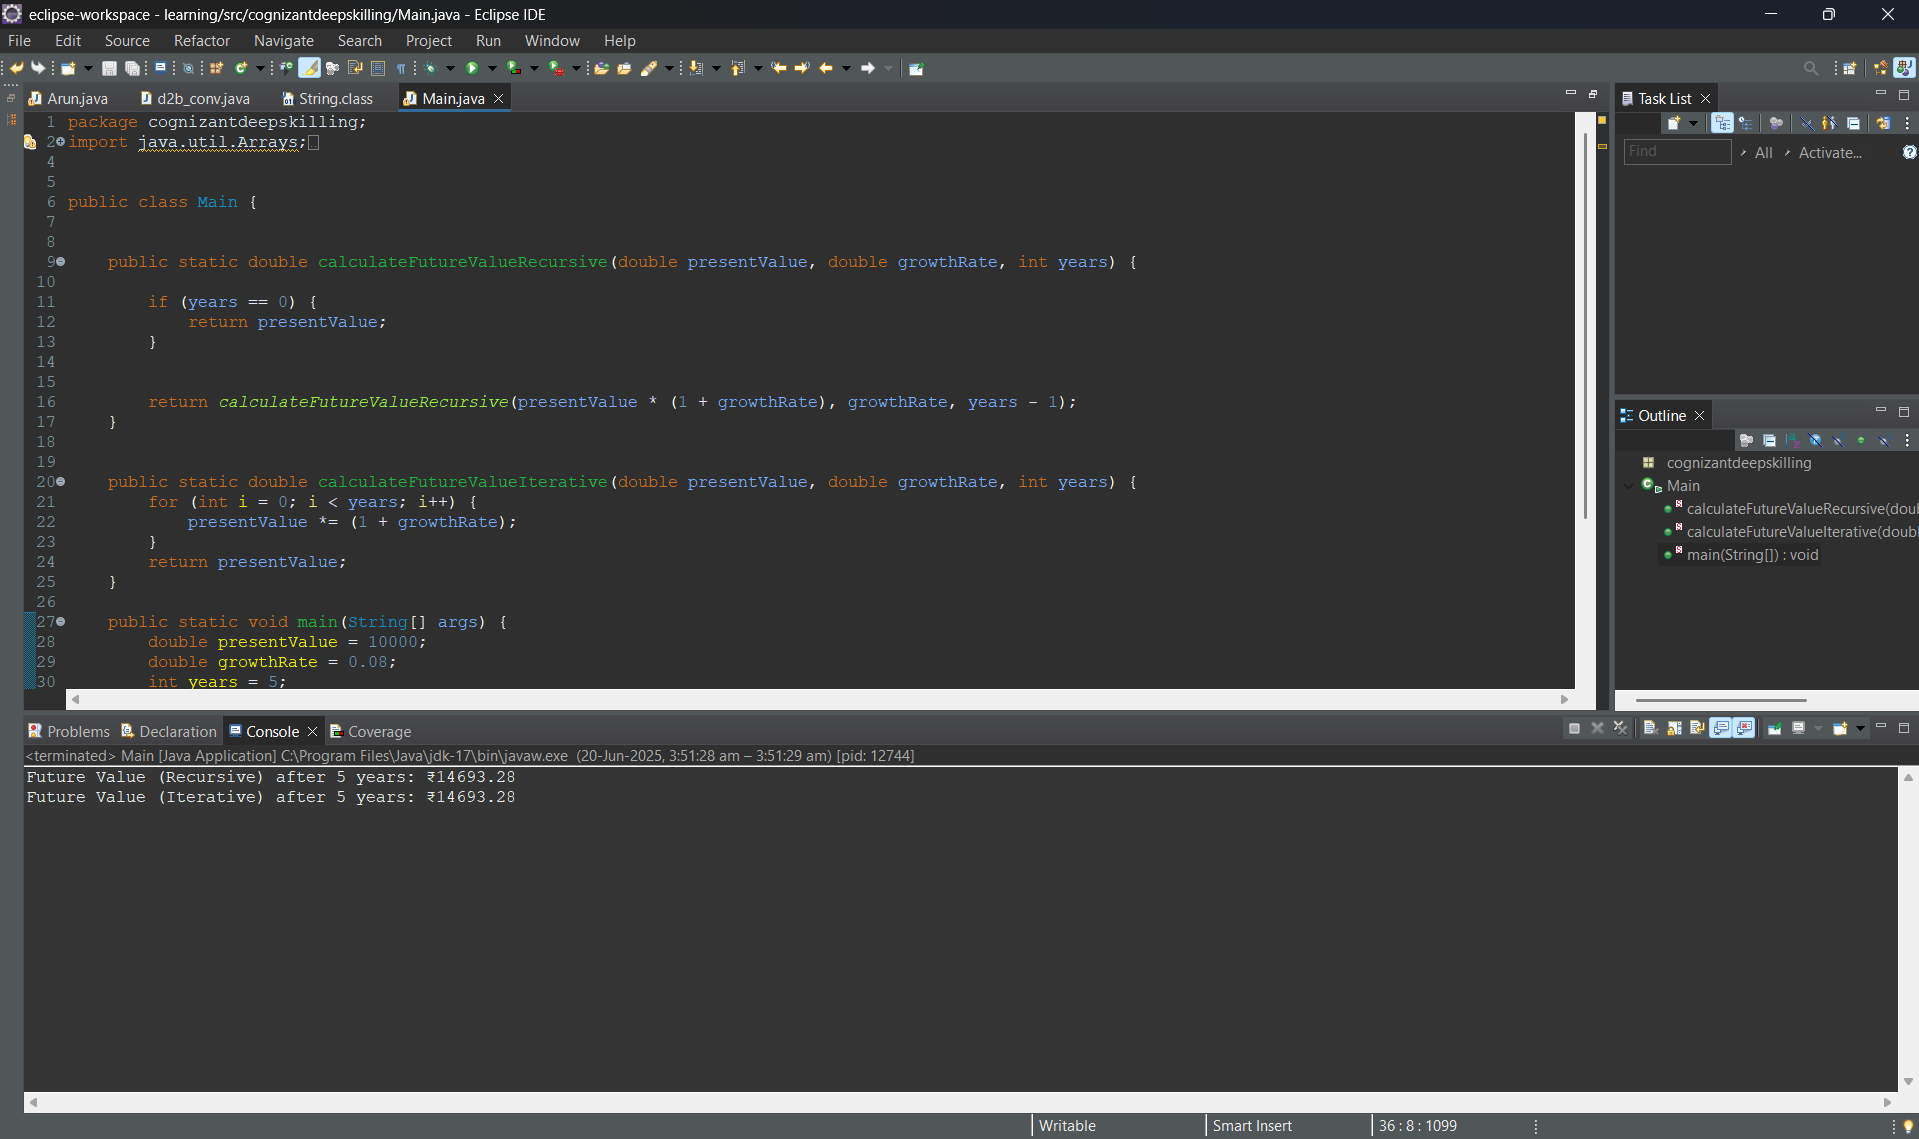 eclipse-workspace - learning/src/cognizantdeepskilling/Main.java - Eclipse IDE
File Edit Source Refactor Navigate Search Project Run Window Help
Arun.java d2b_conv.java String.class Main.java
1 package cognizantdeepskilling;
2 import java.util.Arrays;
4
5
6 public class Main {
7
8
9 public static double calculateFutureValueRecursive(double presentValue, double growthRate, int years) {
10
11 if (years == 0) {
12 return presentValue;
13 }
14
15
16 return calculateFutureValueRecursive(presentValue * (1 + growthRate), growthRate, years - 1);
17 }
18
19
20 public static double calculateFutureValueIterative(double presentValue, double growthRate, int years) {
21 for (int i = 0; i < years; i++) {
22 presentValue *= (1 + growthRate);
23 }
24 return presentValue;
25 }
26
27 public static void main(String[] args) {
28 double presentValue = 10000;
29 double growthRate = 0.08;
30 int years = 5;
Task List
Find All Activate...
Outline
cognizantdeepskilling
Main
calculateFutureValueRecursive(doul
calculateFutureValueIterative(doubl
main(String[]) : void
Problems Declaration Console Coverage
<terminated> Main [Java Application] C:\Program Files\Java\jdk-17\bin\javaw.exe (20-Jun-2025, 3:51:28 am – 3:51:29 am) [pid: 12744]
Future Value (Recursive) after 5 years: ₹14693.28
Future Value (Iterative) after 5 years: ₹14693.28
Writable Smart Insert 36 : 8 : 1099